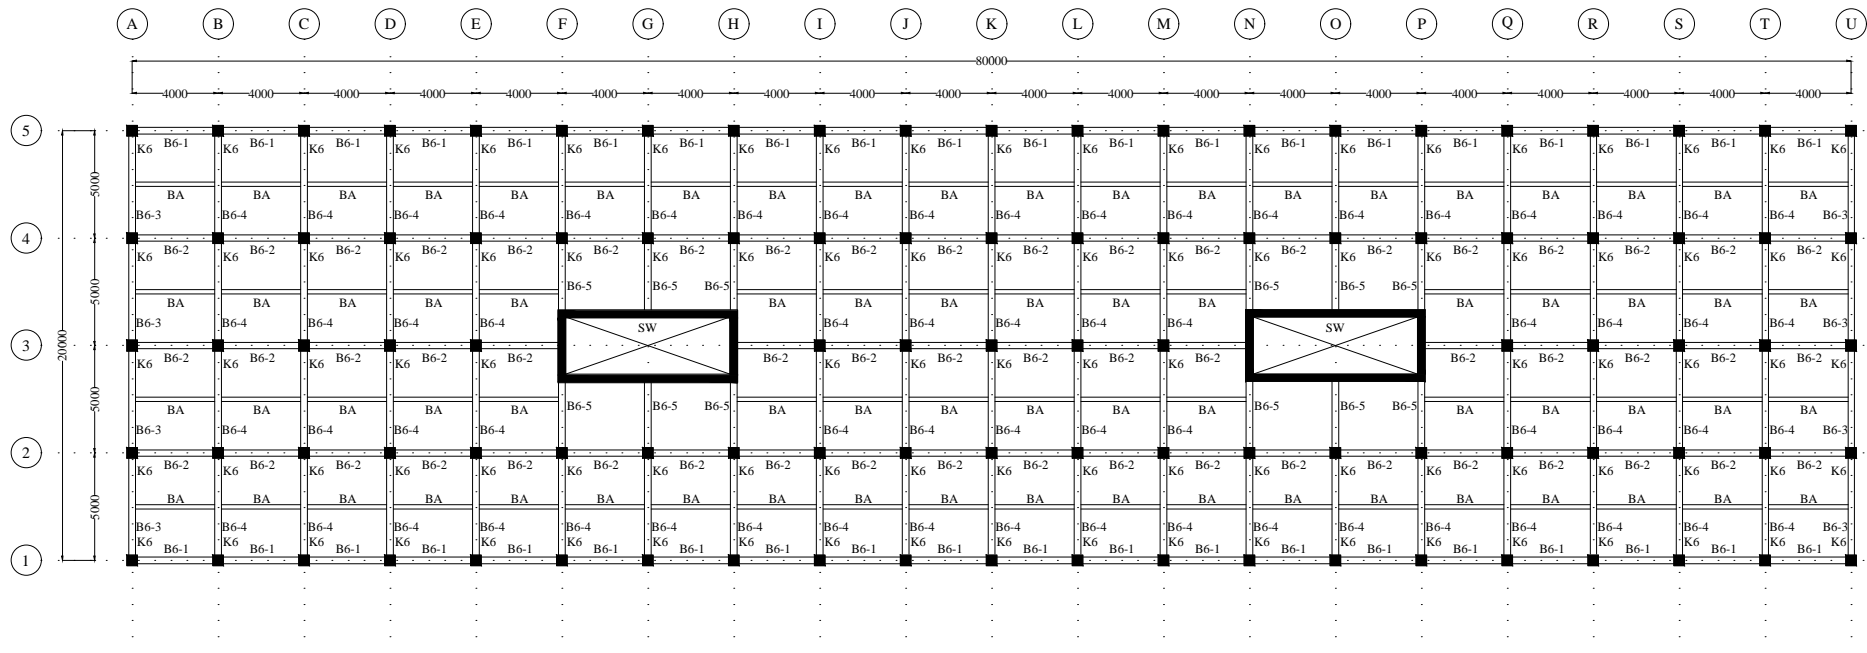 A B C D E F G H I J K L M N O P Q R S T U
80000
4000 4000 4000 4000 4000 4000 4000 4000 4000 4000 4000 4000 4000 4000 4000 4000 4000 4000 4000 4000
5
K6 B6-1 K6 B6-1 K6 B6-1 K6 B6-1 K6 B6-1 K6 B6-1 K6 B6-1 K6 B6-1 K6 B6-1 K6 B6-1 K6 B6-1 K6 B6-1 K6 B6-1 K6 B6-1 K6 B6-1 K6 B6-1 K6 B6-1 K6 B6-1 K6 B6-1 K6 B6-1 K6
5000
BA BA BA BA BA BA BA BA BA BA BA BA BA BA BA BA BA BA BA BA
B6-3 B6-4 B6-4 B6-4 B6-4 B6-4 B6-4 B6-4 B6-4 B6-4 B6-4 B6-4 B6-4 B6-4 B6-4 B6-4 B6-4 B6-4 B6-4 B6-4 B6-3
4
K6 B6-2 K6 B6-2 K6 B6-2 K6 B6-2 K6 B6-2 K6 B6-2 K6 B6-2 K6 B6-2 K6 B6-2 K6 B6-2 K6 B6-2 K6 B6-2 K6 B6-2 K6 B6-2 K6 B6-2 K6 B6-2 K6 B6-2 K6 B6-2 K6 B6-2 K6 B6-2 K6
5000
B6-5 B6-5 B6-5 B6-5 B6-5 B6-5
BA BA BA BA BA BA BA BA BA BA BA BA BA BA BA BA
B6-3 B6-4 B6-4 B6-4 B6-4 B6-4 B6-4 B6-4 B6-4 B6-4 B6-4 B6-4 B6-4 B6-4 B6-3
SW SW
3
20000
K6 B6-2 K6 B6-2 K6 B6-2 K6 B6-2 K6 B6-2 B6-2 K6 B6-2 K6 B6-2 K6 B6-2 K6 B6-2 K6 B6-2 B6-2 K6 B6-2 K6 B6-2 K6 B6-2 K6 B6-2 K6
5000
B6-5 B6-5 B6-5 B6-5 B6-5 B6-5
BA BA BA BA BA BA BA BA BA BA BA BA BA BA BA BA
B6-3 B6-4 B6-4 B6-4 B6-4 B6-4 B6-4 B6-4 B6-4 B6-4 B6-4 B6-4 B6-4 B6-4 B6-3
2
K6 B6-2 K6 B6-2 K6 B6-2 K6 B6-2 K6 B6-2 K6 B6-2 K6 B6-2 K6 B6-2 K6 B6-2 K6 B6-2 K6 B6-2 K6 B6-2 K6 B6-2 K6 B6-2 K6 B6-2 K6 B6-2 K6 B6-2 K6 B6-2 K6 B6-2 K6 B6-2 K6
BA BA BA BA BA BA BA BA BA BA BA BA BA BA BA BA BA BA BA BA
5000
B6-3 B6-4 B6-4 B6-4 B6-4 B6-4 B6-4 B6-4 B6-4 B6-4 B6-4 B6-4 B6-4 B6-4 B6-4 B6-4 B6-4 B6-4 B6-4 B6-4 B6-3
K6 B6-1 K6 B6-1 K6 B6-1 K6 B6-1 K6 B6-1 K6 B6-1 K6 B6-1 K6 B6-1 K6 B6-1 K6 B6-1 K6 B6-1 K6 B6-1 K6 B6-1 K6 B6-1 K6 B6-1 K6 B6-1 K6 B6-1 K6 B6-1 K6 B6-1 K6 B6-1 K6
1